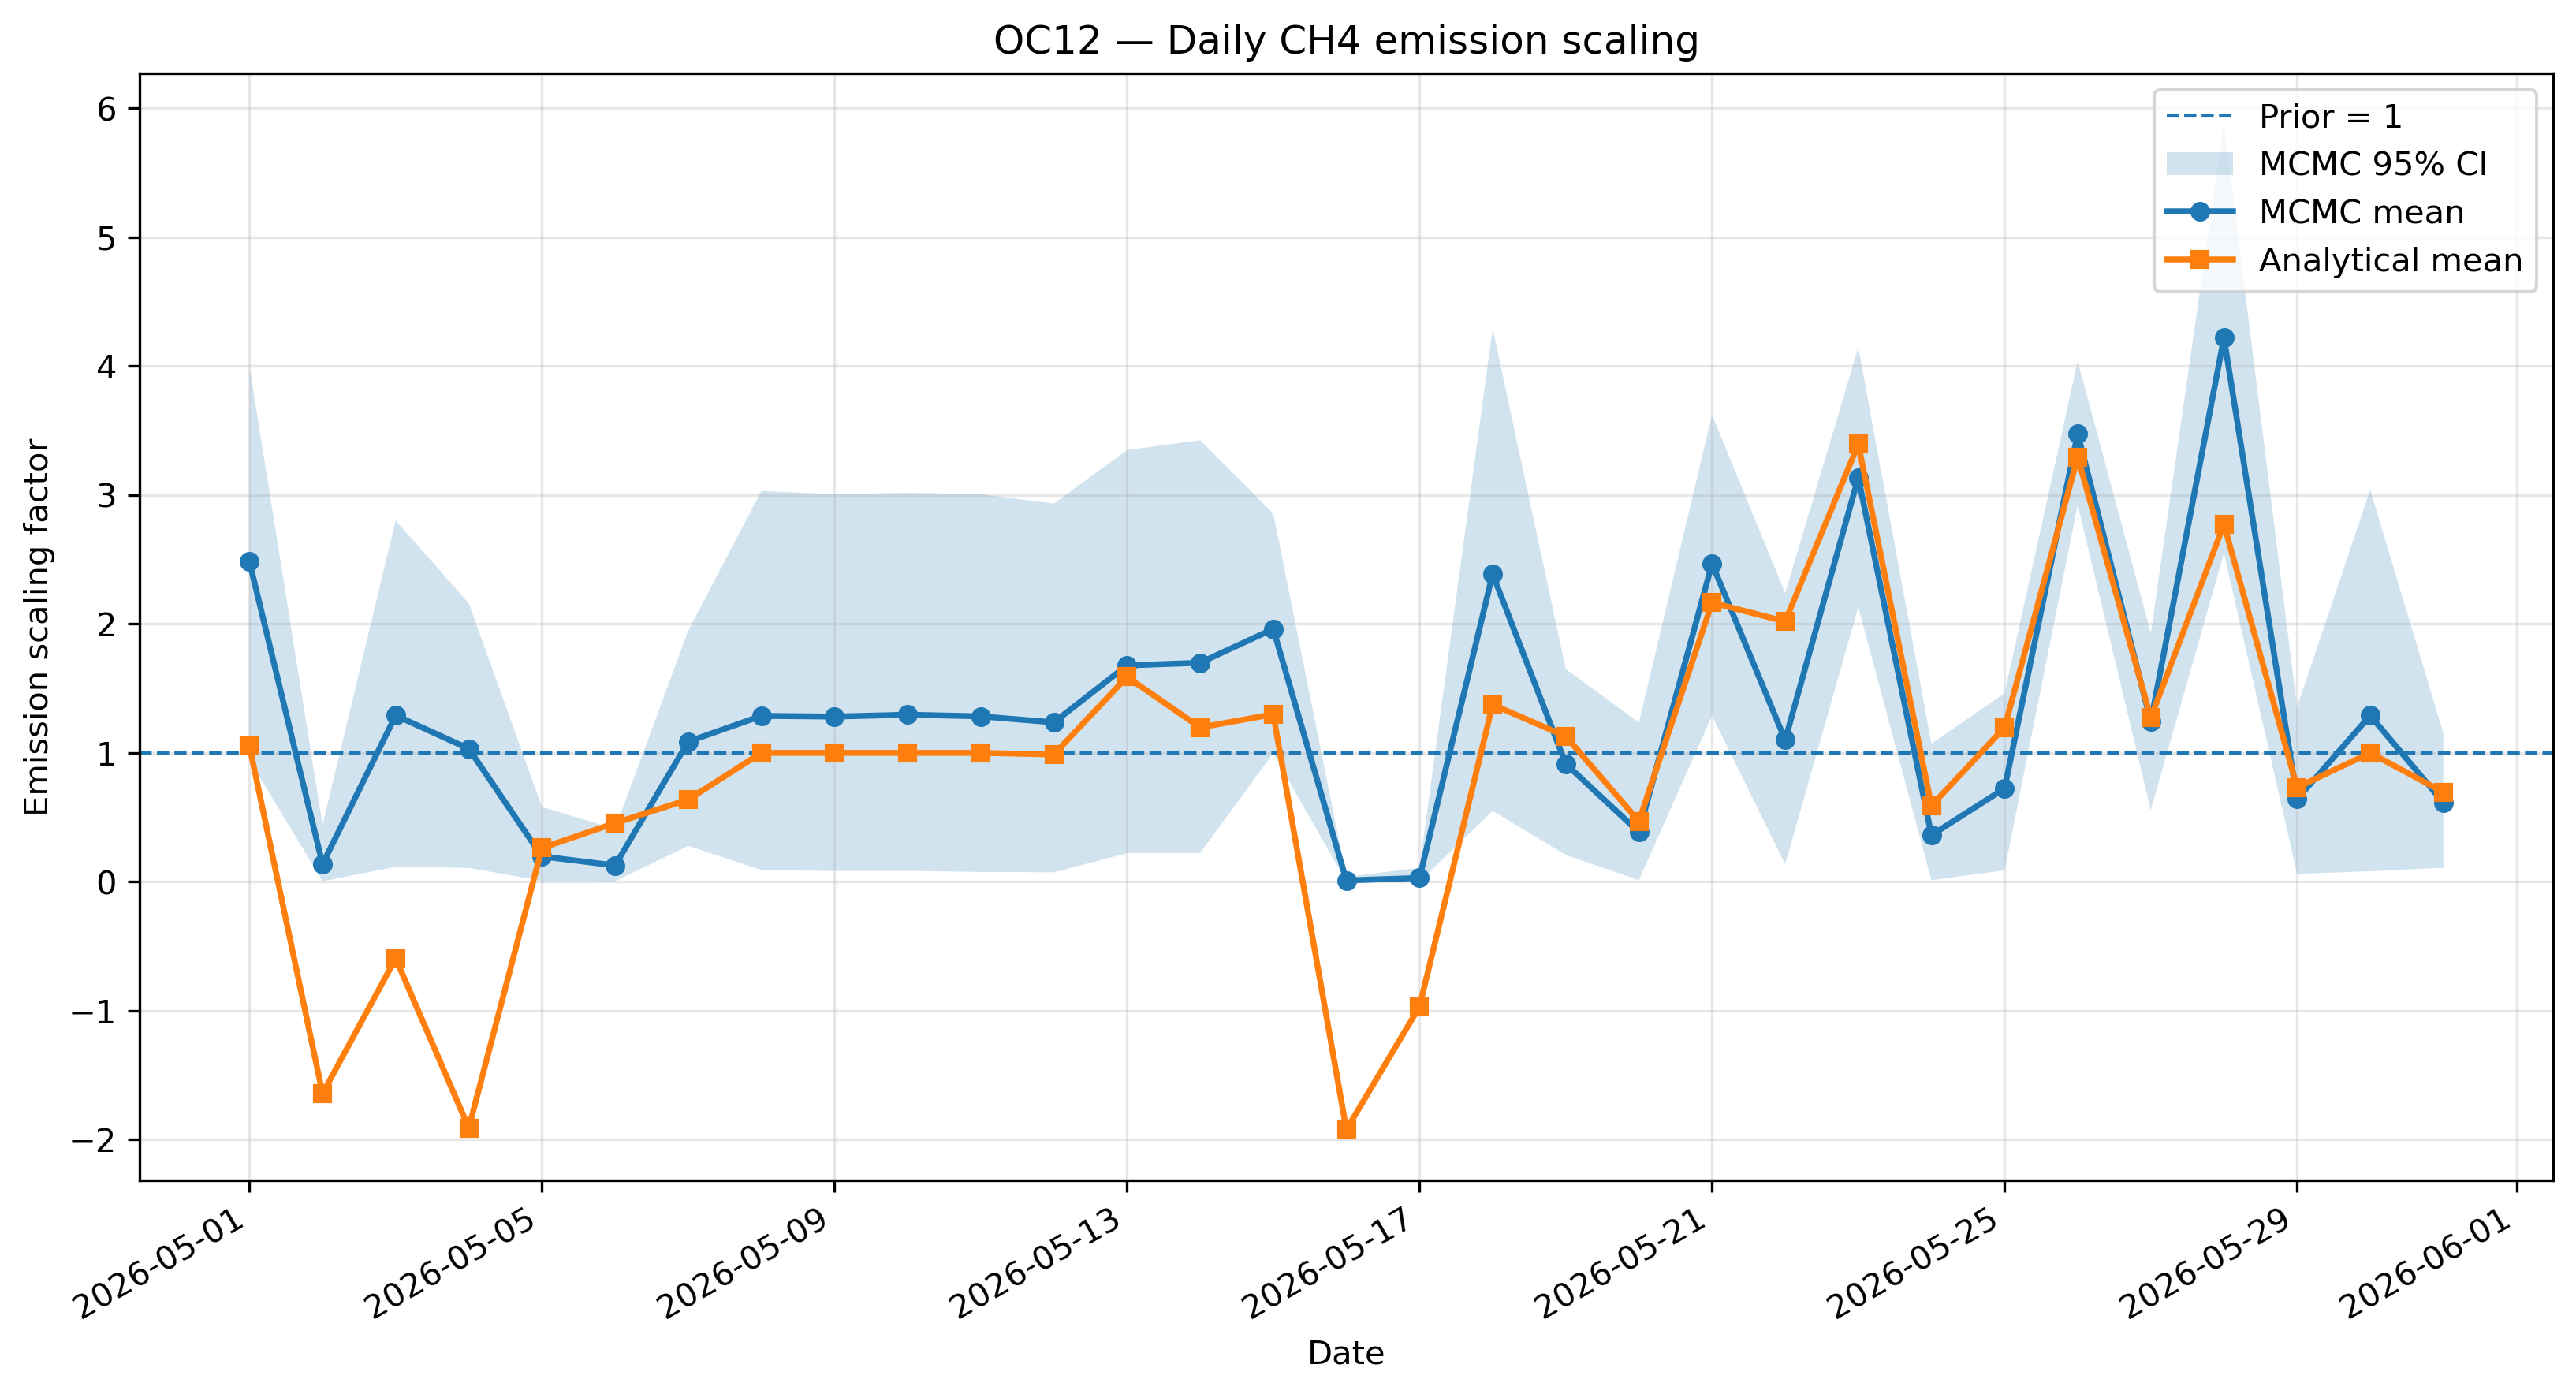 OC12 — Daily CH4 emission scaling
Prior = 1
MCMC 95% CI
MCMC mean
Analytical mean
Emission scaling factor
6
5
4
3
2
1
0
−1
−2
2026-05-01
2026-05-05
2026-05-09
2026-05-13
2026-05-17
2026-05-21
2026-05-25
2026-05-29
2026-06-01
Date